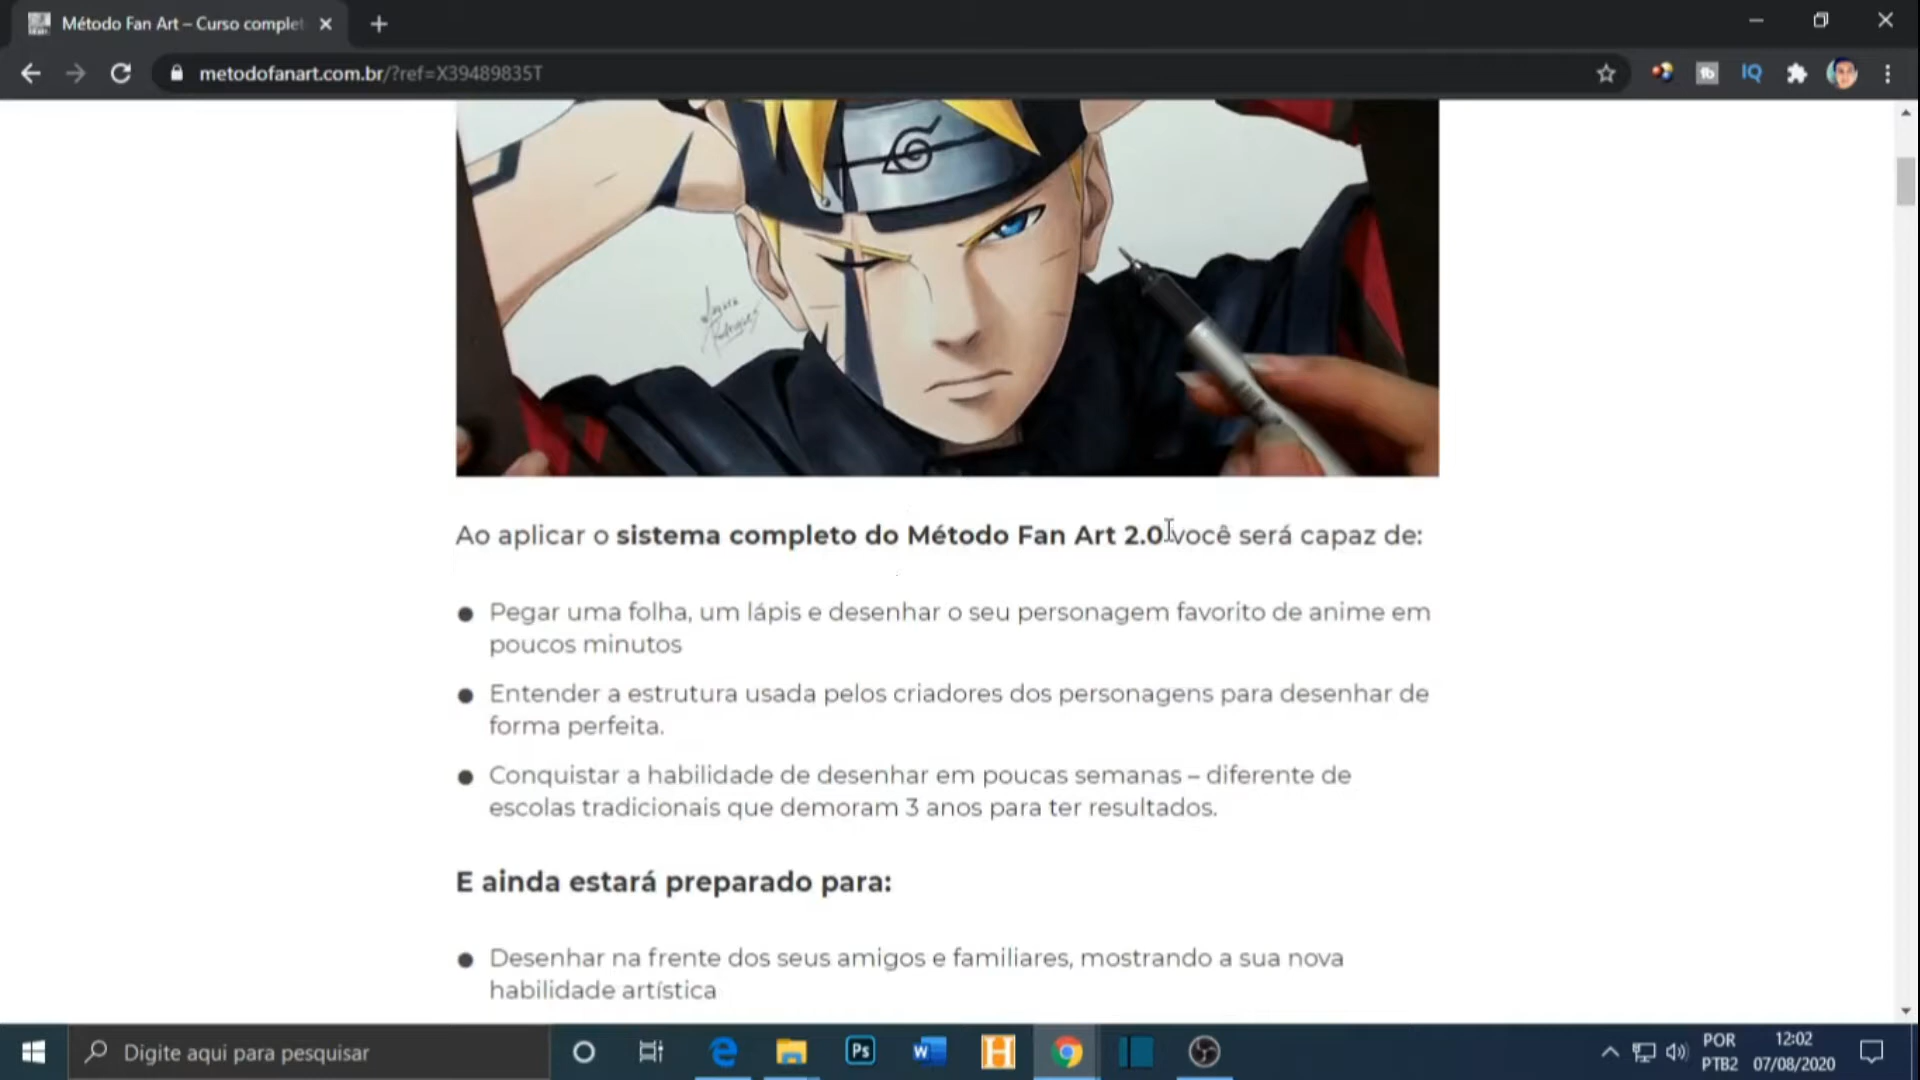 Método Fan Art – Curso complet
metodofanart.com.br/?ref=X39489835T
IQ
Ao aplicar o sistema completo do Método Fan Art 2.0 você será capaz de:
Pegar uma folha, um lápis e desenhar o seu personagem favorito de anime em
poucos minutos
Entender a estrutura usada pelos criadores dos personagens para desenhar de
forma perfeita.
Conquistar a habilidade de desenhar em poucas semanas – diferente de
escolas tradicionais que demoram 3 anos para ter resultados.
E ainda estará preparado para:
Desenhar na frente dos seus amigos e familiares, mostrando a sua nova
habilidade artística
Digite aqui para pesquisar
Ps
W
H
POR
PTB2
12:02
07/08/2020